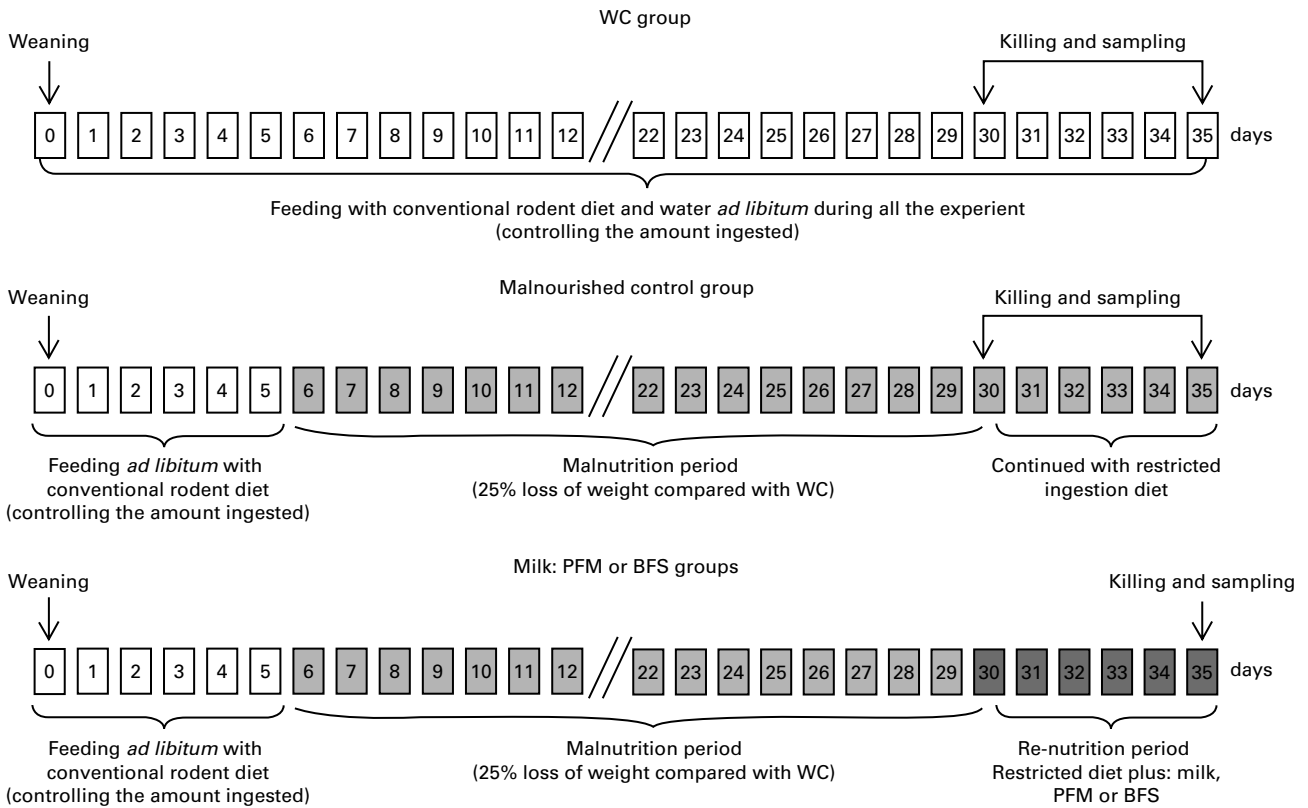 WC group
Weaning
Killing and sampling
0 1 2 3 4 5 6 7 8 9 10 11 12 22 23 24 25 26 27 28 29 30 31 32 33 34 35 days
Feeding with conventional rodent diet and water ad libitum during all the experient
(controlling the amount ingested)
Malnourished control group
Weaning
Killing and sampling
0 1 2 3 4 5 6 7 8 9 10 11 12 22 23 24 25 26 27 28 29 30 31 32 33 34 35 days
Feeding ad libitum with
conventional rodent diet
(controlling the amount ingested)
Malnutrition period
(25% loss of weight compared with WC)
Continued with restricted
ingestion diet
Milk: PFM or BFS groups
Weaning
Killing and sampling
0 1 2 3 4 5 6 7 8 9 10 11 12 22 23 24 25 26 27 28 29 30 31 32 33 34 35 days
Feeding ad libitum with
conventional rodent diet
(controlling the amount ingested)
Malnutrition period
(25% loss of weight compared with WC)
Re-nutrition period
Restricted diet plus: milk,
PFM or BFS